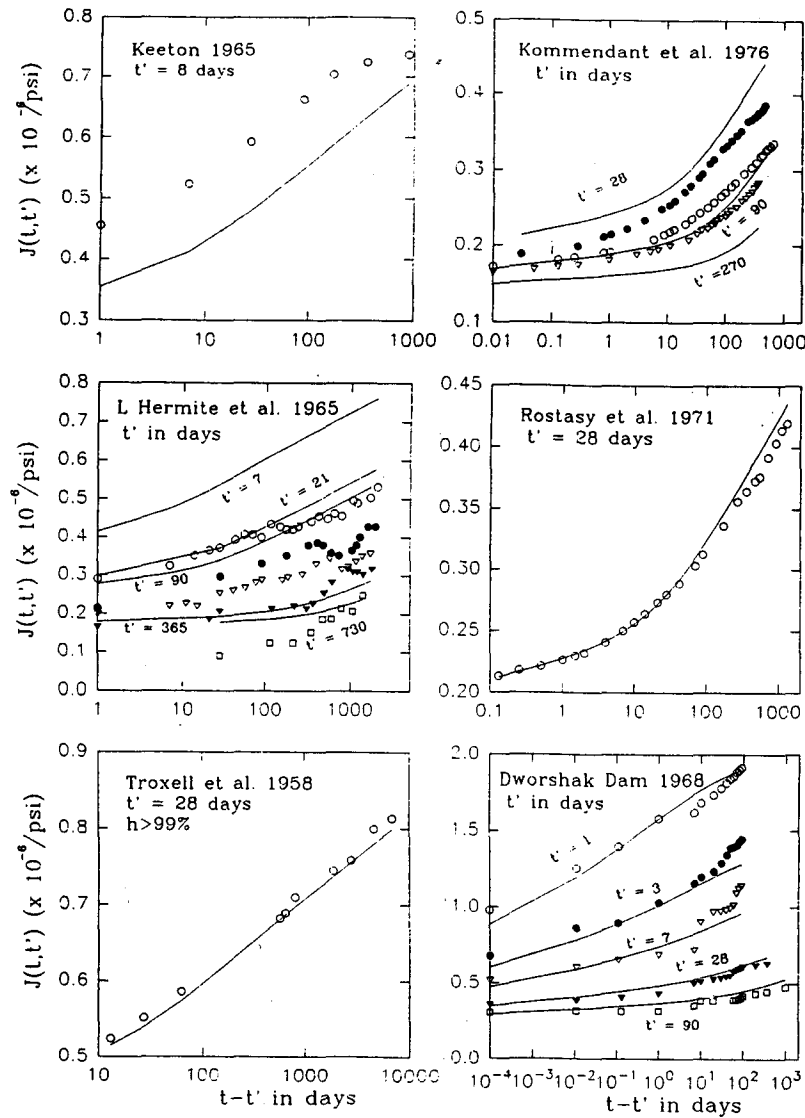 Keeton 1965
t' = 8 days
J(t,t') (x 10⁻⁶/psi)
0.8
0.7
0.6
0.5
0.4
0.3
1
10
100
1000
Kommendant et al. 1976
t' in days
0.5
0.4
0.3
0.2
0.1
t' = 28
t' = 90
t' =270
0.01
0.1
1
10
100
1000
L Hermite et al. 1965
t' in days
J(t,t') (x 10⁻⁶/psi)
0.8
0.7
0.6
0.5
0.4
0.3
0.2
0.1
0.0
t' = 7
t' = 21
t' = 90
t' = 365
t' = 730
1
10
100
1000
Rostasy et al. 1971
t' = 28 days
0.45
0.40
0.35
0.30
0.25
0.20
0.1
1
10
100
1000
Troxell et al. 1958
t' = 28 days
h>99%
J(t,t') (x 10⁻⁶/psi)
0.9
0.8
0.7
0.6
0.5
10
100
1000
10000
t-t' in days
Dworshak Dam 1968
t' in days
2.0
1.5
1.0
0.5
0.0
t' = 1
t' = 3
t' = 7
t' = 28
t' = 90
10⁻⁴
10⁻³
10⁻²
10⁻¹
10⁰
10¹
10²
10³
t-t' in days